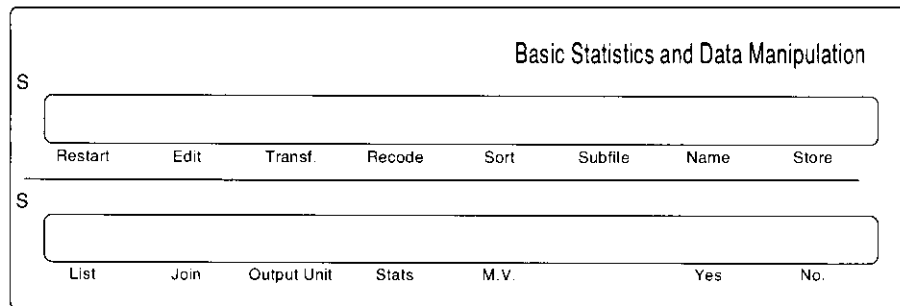 Basic Statistics and Data Manipulation
S
Restart Edit Transf. Recode Sort Subfile Name Store
S
List Join Output Unit Stats M.V. Yes No.